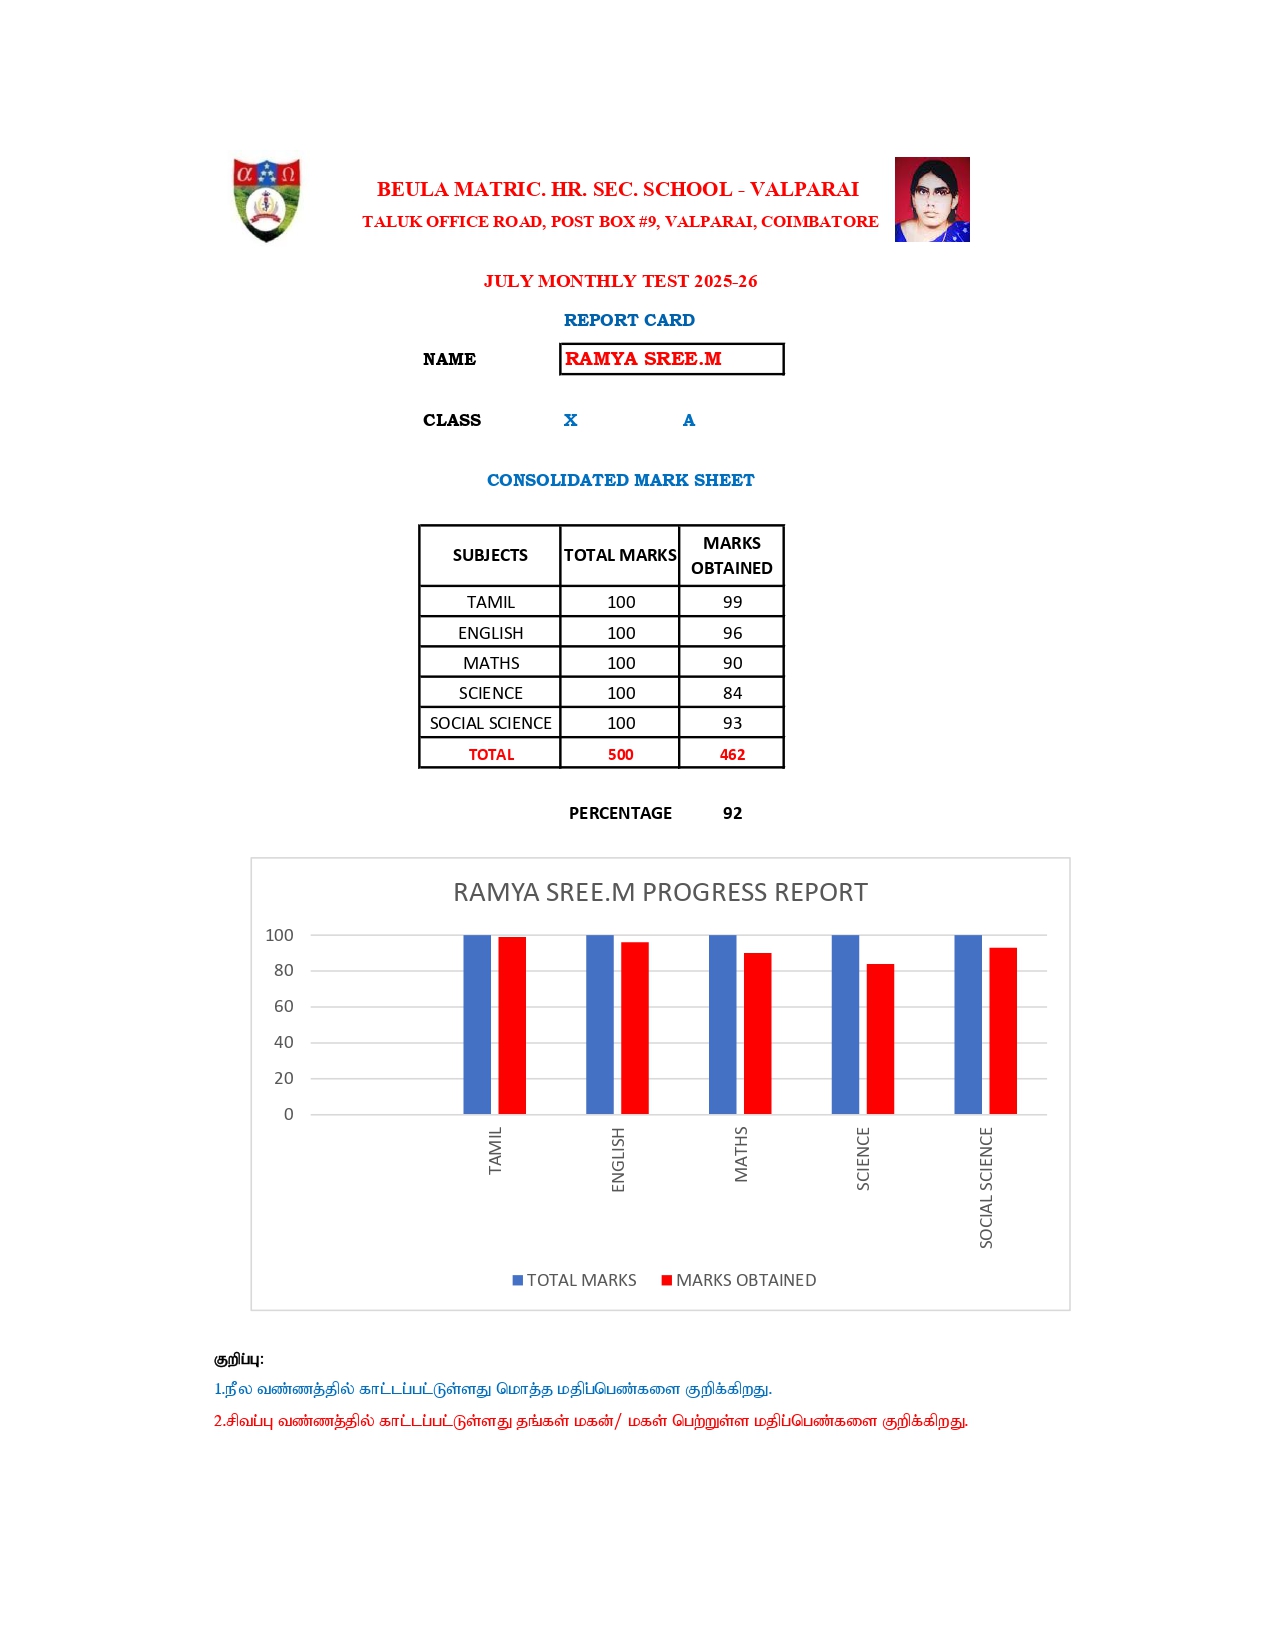 α Ω
BEULA MATRIC. HR. SEC. SCHOOL - VALPARAI
TALUK OFFICE ROAD, POST BOX #9, VALPARAI, COIMBATORE
JULY MONTHLY TEST 2025-26
REPORT CARD
NAME RAMYA SREE.M
CLASS X A
CONSOLIDATED MARK SHEET
SUBJECTS TOTAL MARKS MARKS OBTAINED
TAMIL 100 99
ENGLISH 100 96
MATHS 100 90
SCIENCE 100 84
SOCIAL SCIENCE 100 93
TOTAL 500 462
PERCENTAGE 92
RAMYA SREE.M PROGRESS REPORT
100
80
60
40
20
0
TAMIL
ENGLISH
MATHS
SCIENCE
SOCIAL SCIENCE
TOTAL MARKS MARKS OBTAINED
குறிப்பு:
1.நீல வண்ணத்தில் காட்டப்பட்டுள்ளது மொத்த மதிப்பெண்களை குறிக்கிறது.
2.சிவப்பு வண்ணத்தில் காட்டப்பட்டுள்ளது தங்கள் மகன்/ மகள் பெற்றுள்ள மதிப்பெண்களை குறிக்கிறது.